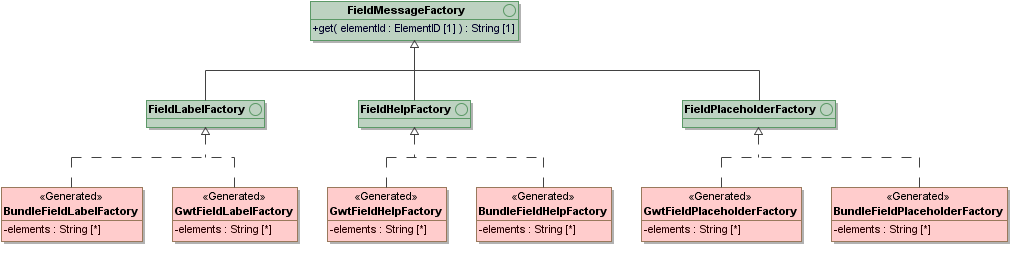 FieldMessageFactory
+get( elementId : ElementID [1] ) : String [1]
FieldLabelFactory
FieldHelpFactory
FieldPlaceholderFactory
«Generated»
BundleFieldLabelFactory
-elements : String [*]
«Generated»
GwtFieldLabelFactory
-elements : String [*]
«Generated»
GwtFieldHelpFactory
-elements : String [*]
«Generated»
BundleFieldHelpFactory
-elements : String [*]
«Generated»
GwtFieldPlaceholderFactory
-elements : String [*]
«Generated»
BundleFieldPlaceholderFactory
-elements : String [*]